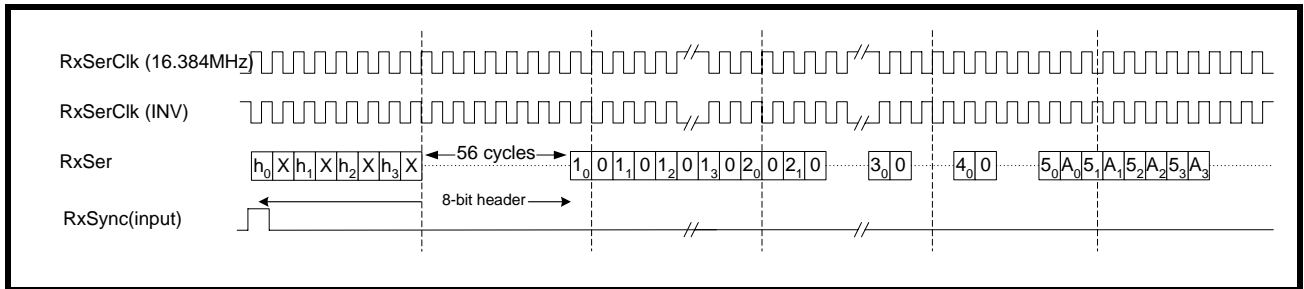 RxSerClk (16.384MHz)
RxSerClk (INV)
RxSer
h0 X h1 X h2 X h3 X
56 cycles
10 0 11 0 12 0 13 0 20 0 21 0
30 0
40 0
50 A0 51 A1 52 A2 53 A3
8-bit header
RxSync(input)